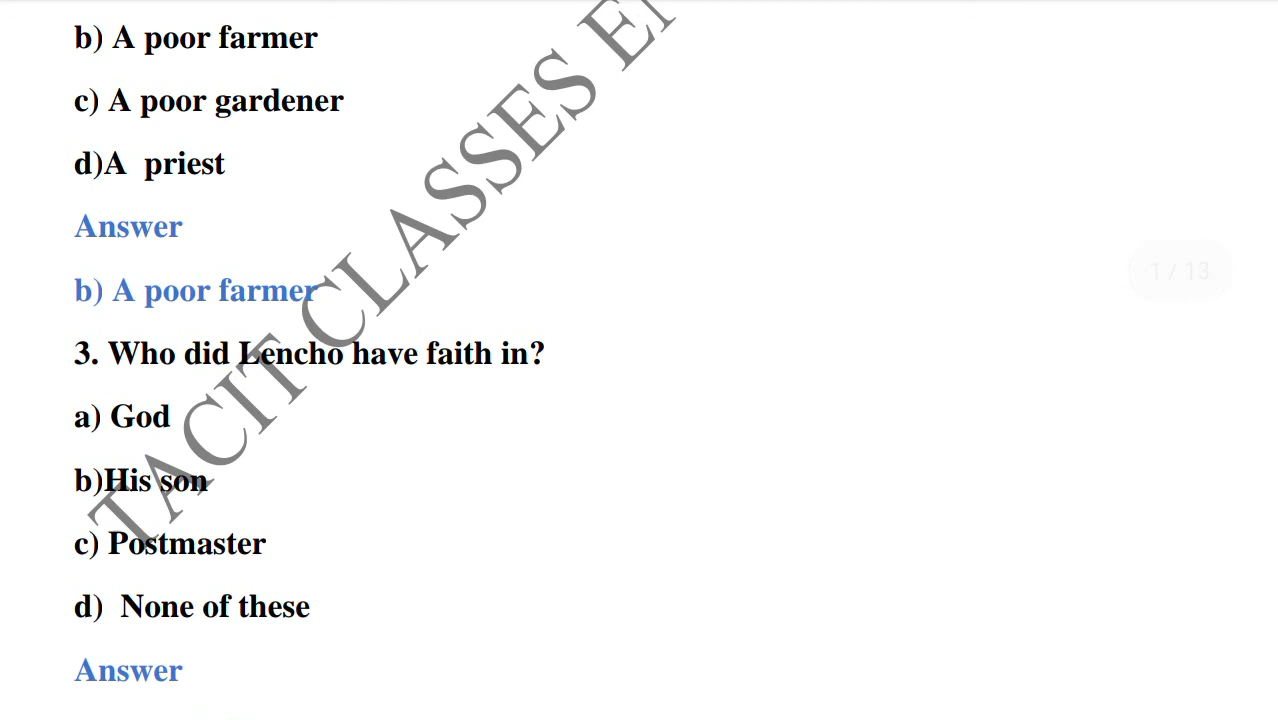 b) A poor farmer
c) A poor gardener
d)A  priest
Answer
b) A poor farmer
3. Who did Lencho have faith in?
a) God
b)His son
c) Postmaster
d)  None of these
Answer
TACIT CLASSES
1 / 13